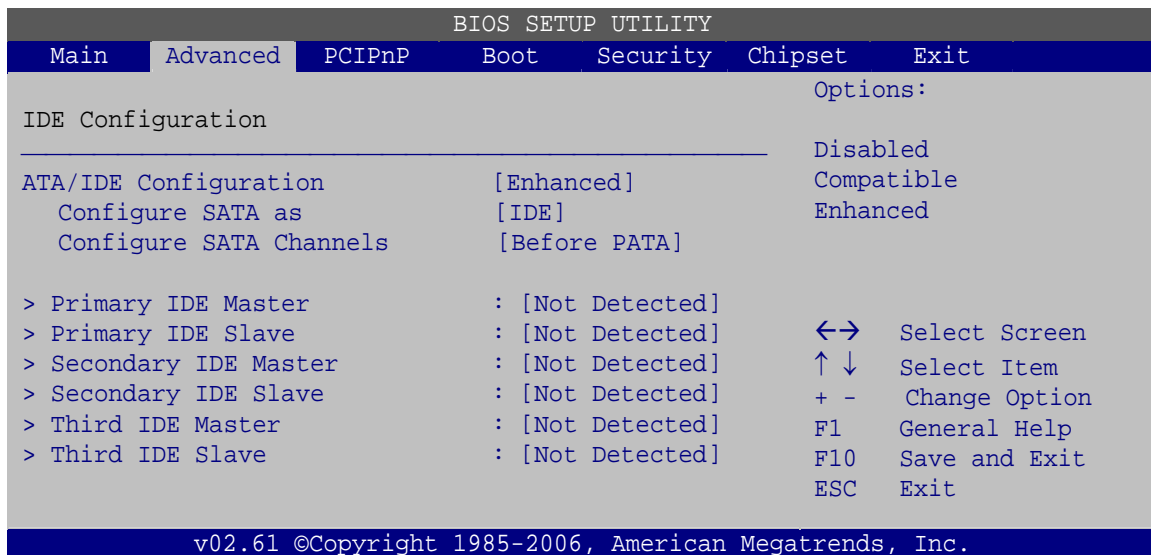 BIOS SETUP UTILITY
Main Advanced PCIPnP Boot Security Chipset Exit
IDE Configuration
ATA/IDE Configuration [Enhanced]
Configure SATA as [IDE]
Configure SATA Channels [Before PATA]
> Primary IDE Master : [Not Detected]
> Primary IDE Slave : [Not Detected]
> Secondary IDE Master : [Not Detected]
> Secondary IDE Slave : [Not Detected]
> Third IDE Master : [Not Detected]
> Third IDE Slave : [Not Detected]
Options:
Disabled
Compatible
Enhanced
←→ Select Screen
↑ ↓ Select Item
+ - Change Option
F1 General Help
F10 Save and Exit
ESC Exit
v02.61 ©Copyright 1985-2006, American Megatrends, Inc.